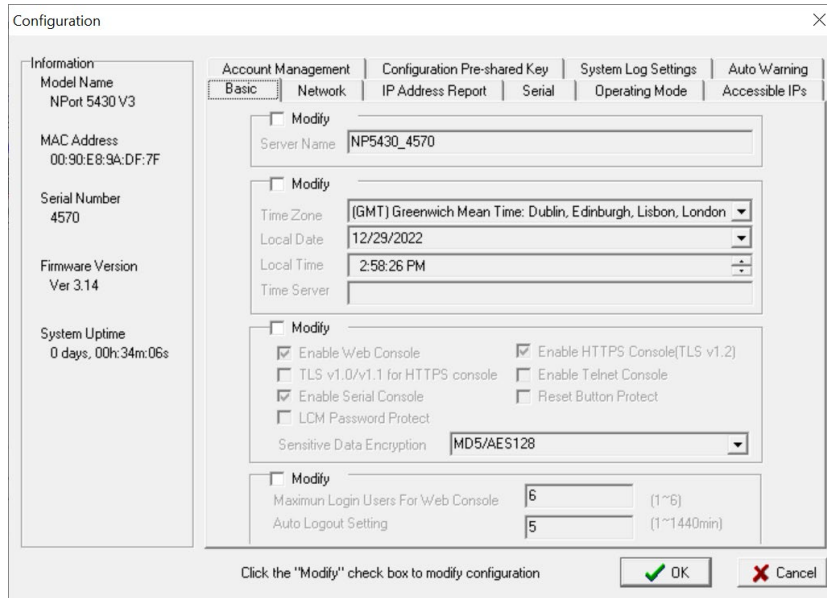 Configuration
Information
Model Name
NPort 5430 V3
MAC Address
00:90:E8:9A:DF:7F
Serial Number
4570
Firmware Version
Ver 3.14
System Uptime
0 days, 00h:34m:06s
Account Management Configuration Pre-shared Key System Log Settings Auto Warning
Basic Network IP Address Report Serial Operating Mode Accessible IPs
Modify
Server Name NP5430_4570
Modify
Time Zone (GMT) Greenwich Mean Time: Dublin, Edinburgh, Lisbon, London
Local Date 12/29/2022
Local Time 2:58:26 PM
Time Server
Modify
Enable Web Console Enable HTTPS Console(TLS v1.2)
TLS v1.0/v1.1 for HTTPS console Enable Telnet Console
Enable Serial Console Reset Button Protect
LCM Password Protect
Sensitive Data Encryption MD5/AES128
Modify
Maximun Login Users For Web Console 6 (1~6)
Auto Logout Setting 5 (1~1440min)
Click the "Modify" check box to modify configuration OK Cancel